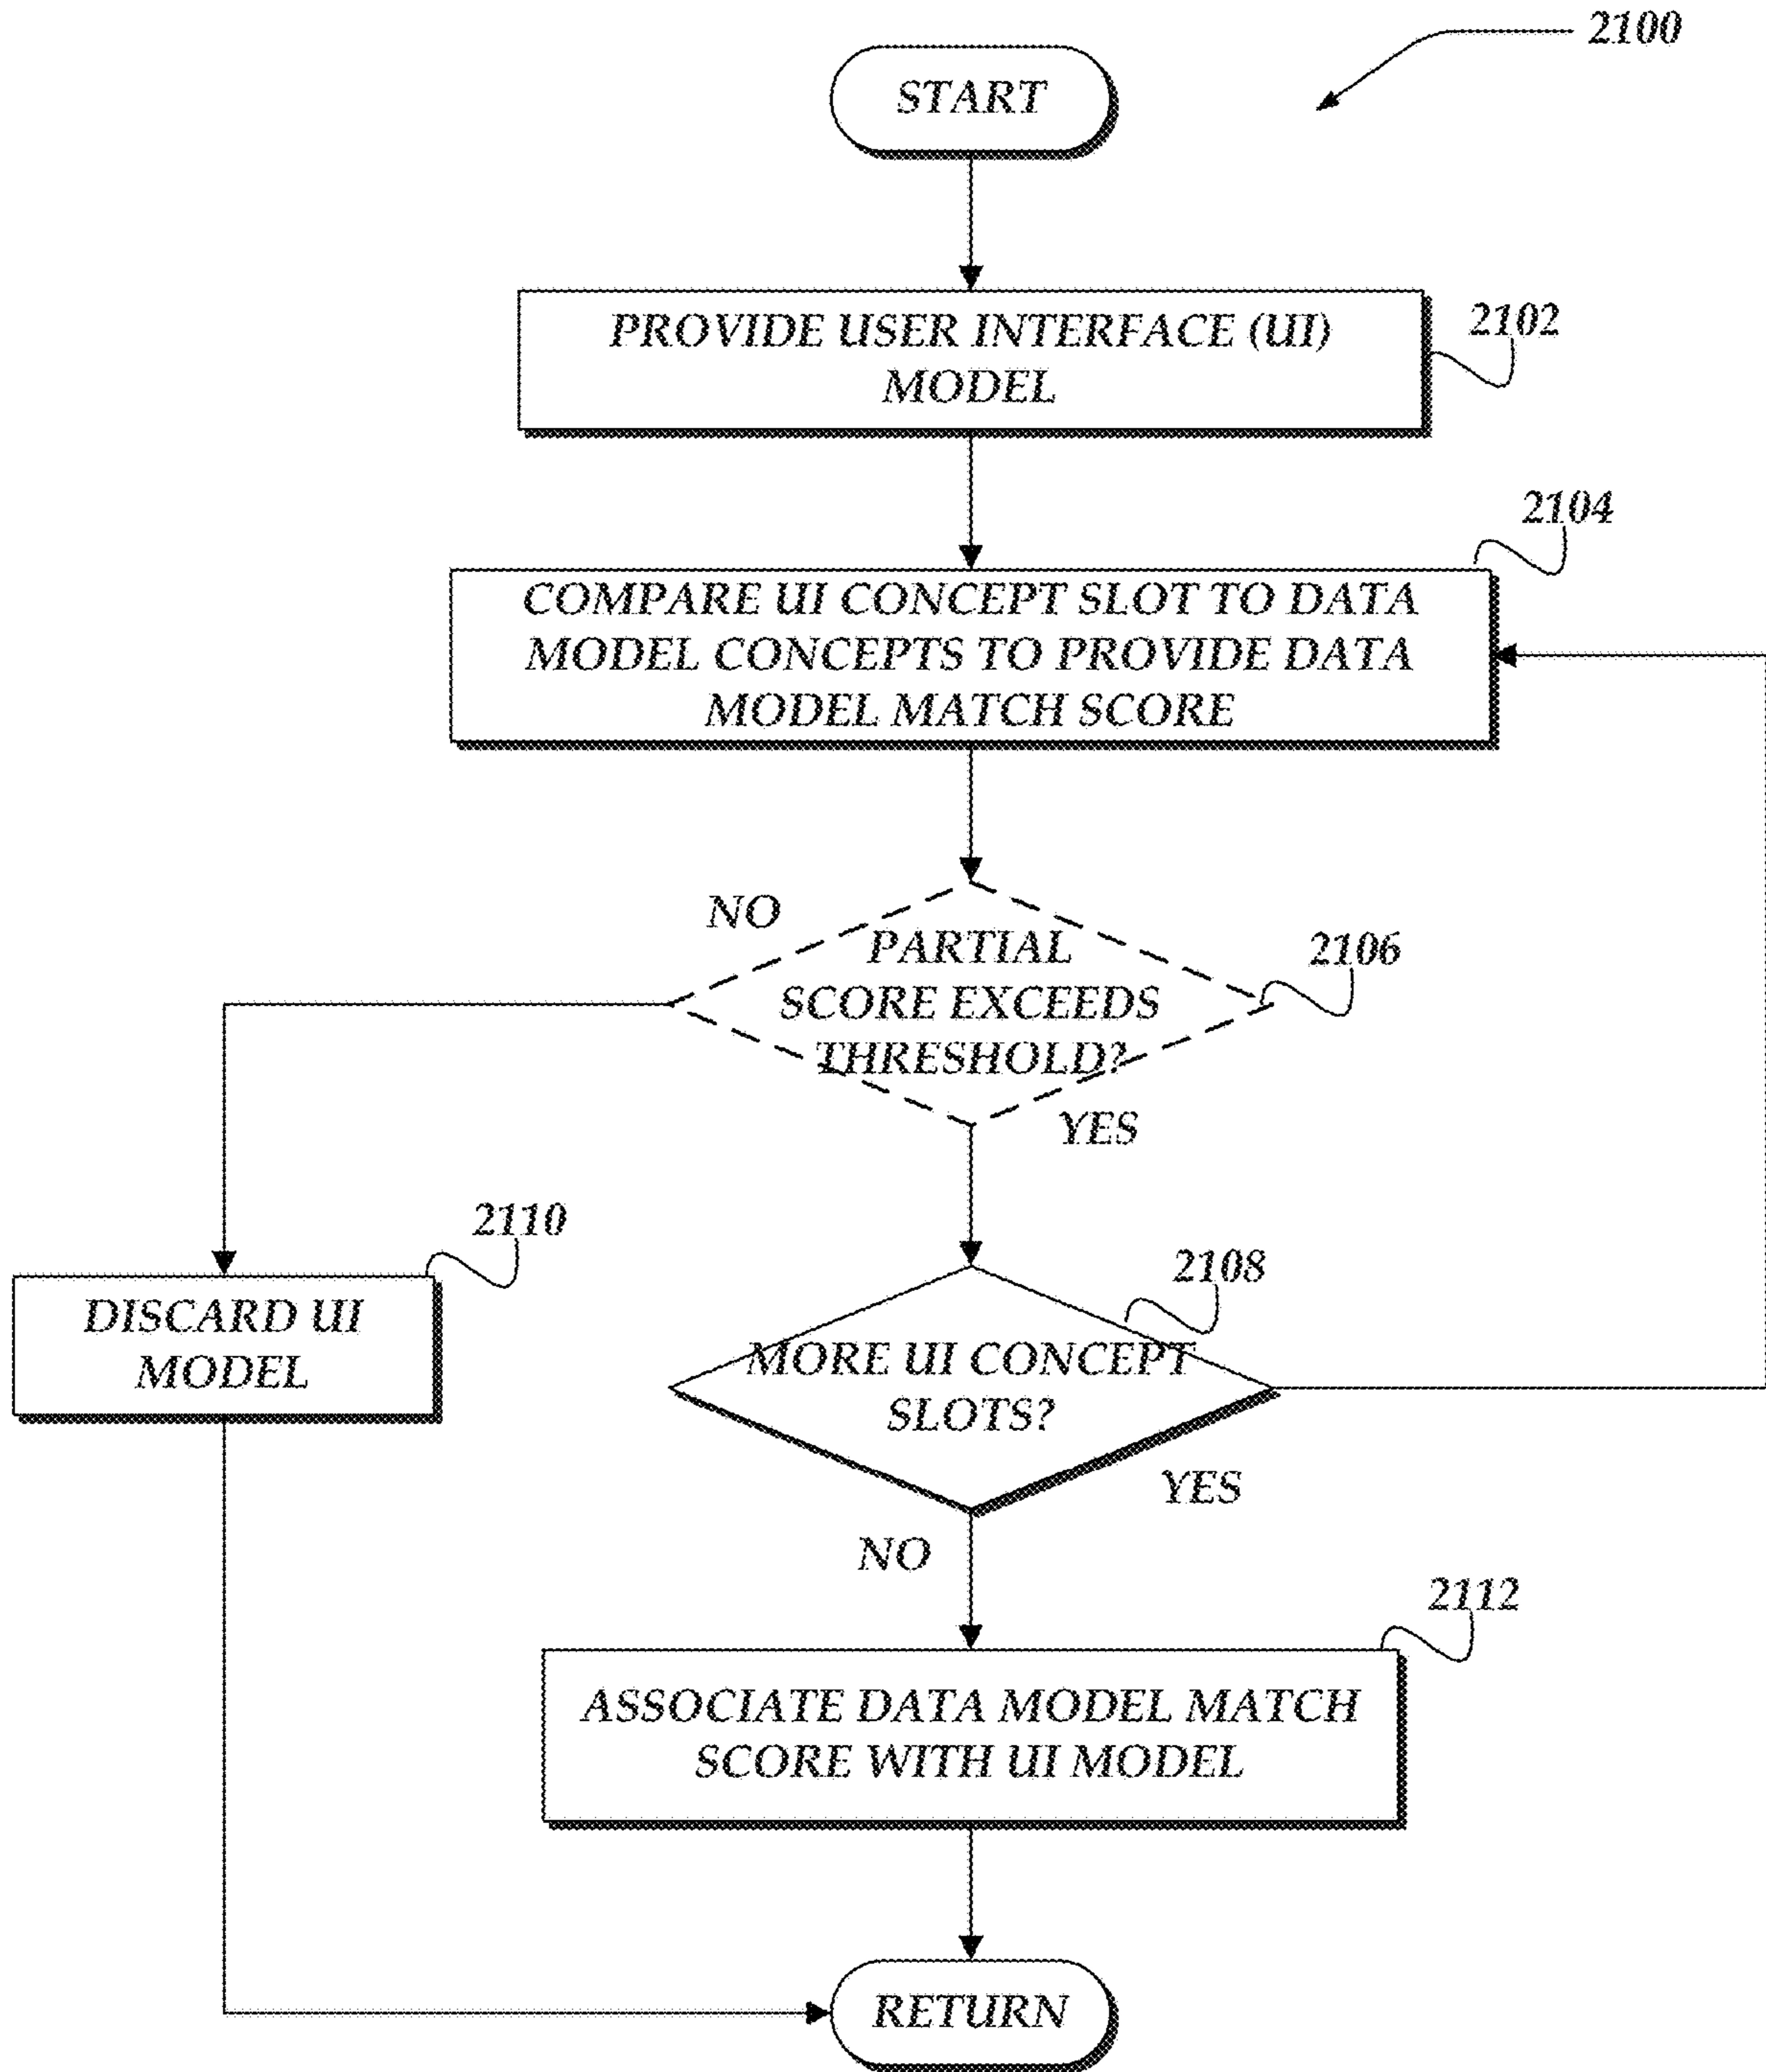 2100
START
PROVIDE USER INTERFACE (UI)
MODEL
2102
2104
COMPARE UI CONCEPT SLOT TO DATA
MODEL CONCEPTS TO PROVIDE DATA
MODEL MATCH SCORE
NO
PARTIAL
SCORE EXCEEDS
THRESHOLD?
2106
YES
2110
DISCARD UI
MODEL
2108
MORE UI CONCEPT
SLOTS?
YES
NO
2112
ASSOCIATE DATA MODEL MATCH
SCORE WITH UI MODEL
RETURN